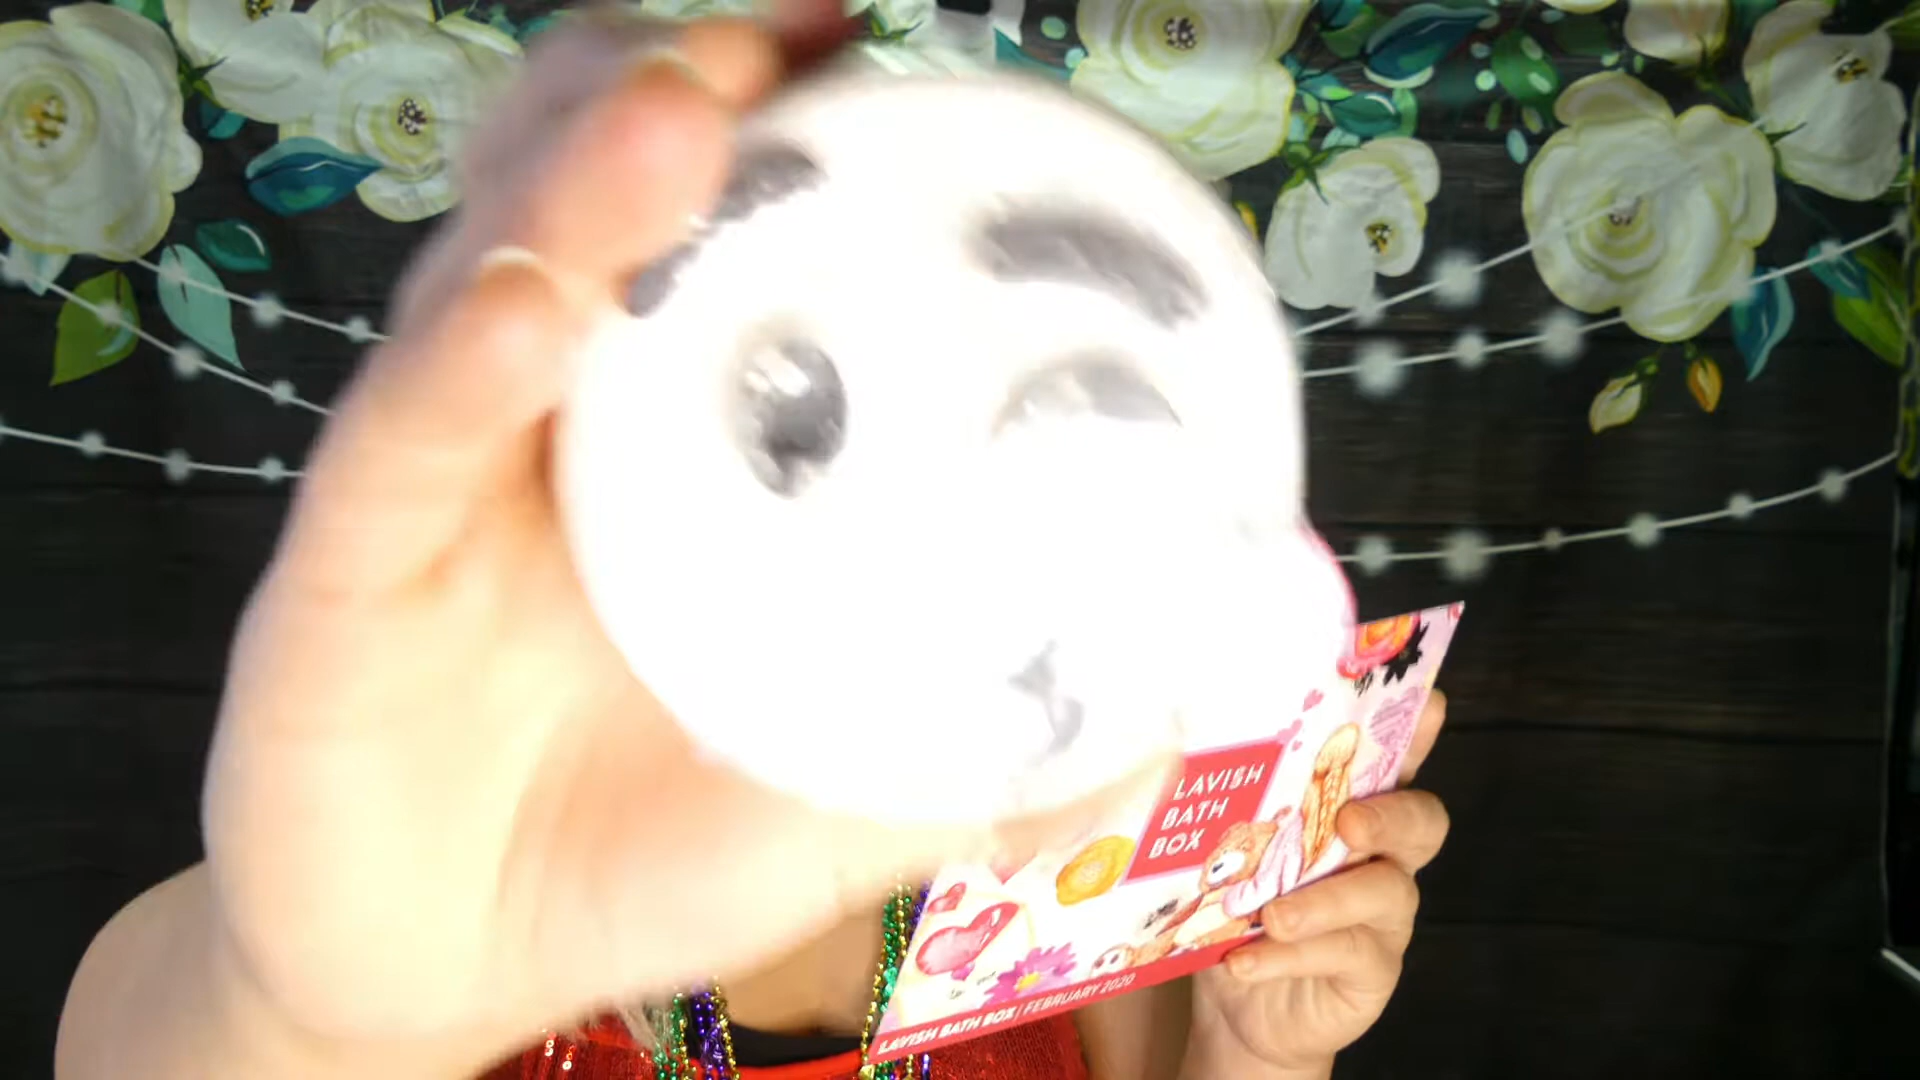 LAVISH
BATH
BOX
LAVISH BATH BOX | FEBRUARY 2020